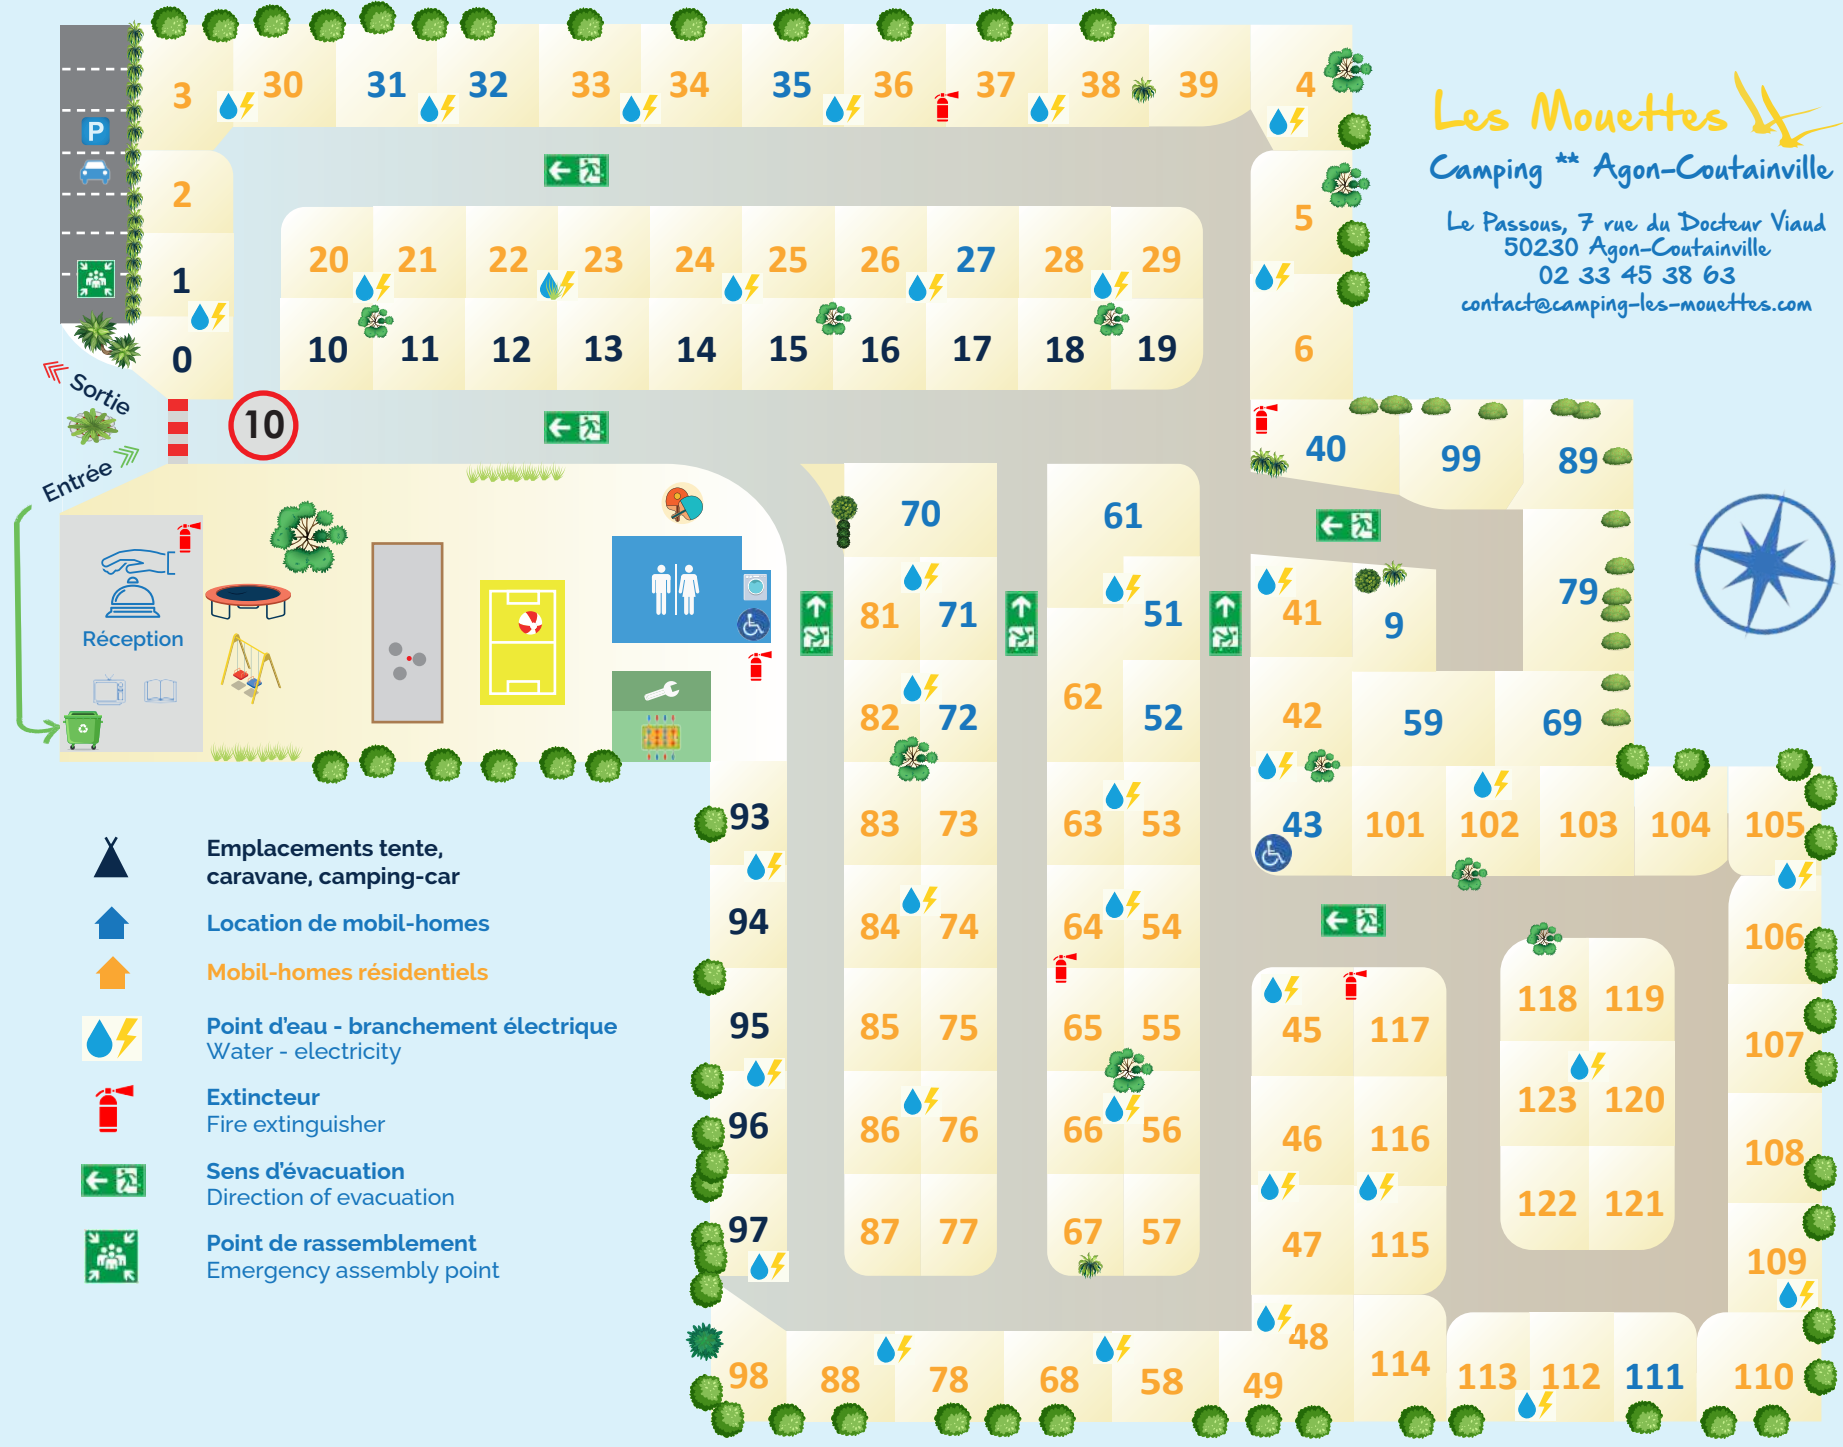 3 30 31 32 33 34 35 36 37 38 39 4
P
2
1
0
20 21 22 23 24 25 26 27 28 29
10 11 12 13 14 15 16 17 18 19
5
6
Les Mouettes
Camping ** Agon-Coutainville
Le Passous, 7 rue du Docteur Viaud
50230 Agon-Coutainville
02 33 45 38 63
contact@camping-les-mouettes.com
Sortie
10
Entrée
40 99 89
70 61
81 71 51 41 9 79
Réception
82 72 62 52 42 59 69
93 83 73 63 53 43 101 102 103 104 105
94 84 74 64 54 106
95 85 75 65 55 45 117 118 119 107
96 86 76 66 56 46 116 123 120 108
97 87 77 67 57 47 115 122 121 109
98 88 78 68 58 49 48 114 113 112 111 110
Emplacements tente,
caravane, camping-car
Location de mobil-homes
Mobil-homes résidentiels
Point d'eau - branchement électrique
Water - electricity
Extincteur
Fire extinguisher
Sens d'évacuation
Direction of evacuation
Point de rassemblement
Emergency assembly point